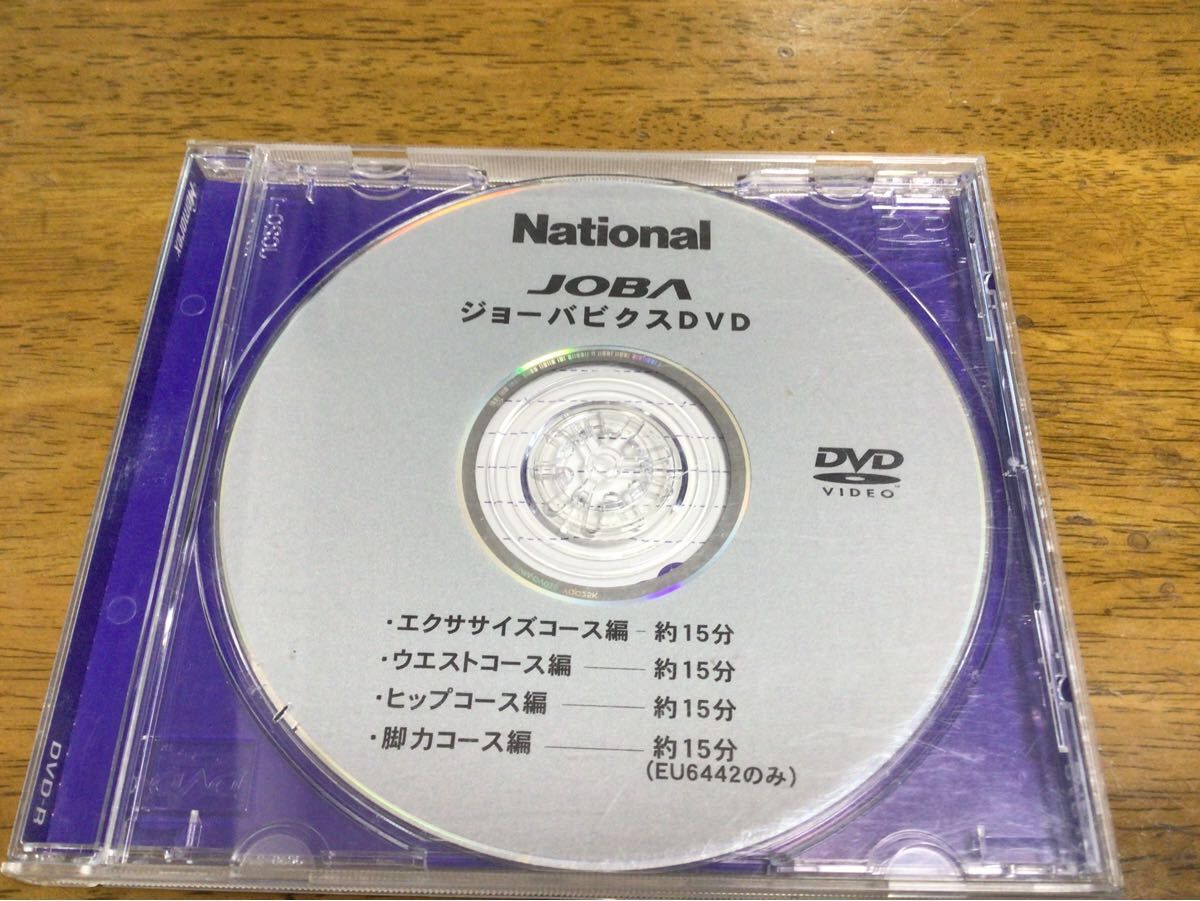 National
JOBA
ジョーバビクスDVD
DVD
VIDEO
・エクササイズコース編 - 約15分
・ウエストコース編 —— 約15分
・ヒップコース編 ——— 約15分
・脚力コース編 ——— 約15分
(EU6442のみ)
DVD-R